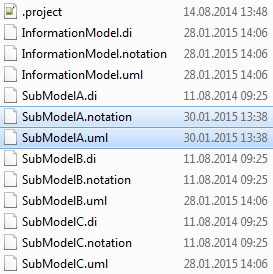 .project 14.08.2014 13:48
InformationModel.di 28.01.2015 14:06
InformationModel.notation 28.01.2015 14:06
InformationModel.uml 28.01.2015 14:06
SubModelA.di 11.08.2014 09:25
SubModelA.notation 30.01.2015 13:38
SubModelA.uml 30.01.2015 13:38
SubModelB.di 11.08.2014 09:25
SubModelB.notation 11.08.2014 09:25
SubModelB.uml 28.01.2015 14:06
SubModelC.di 11.08.2014 09:25
SubModelC.notation 11.08.2014 09:25
SubModelC.uml 28.01.2015 14:06